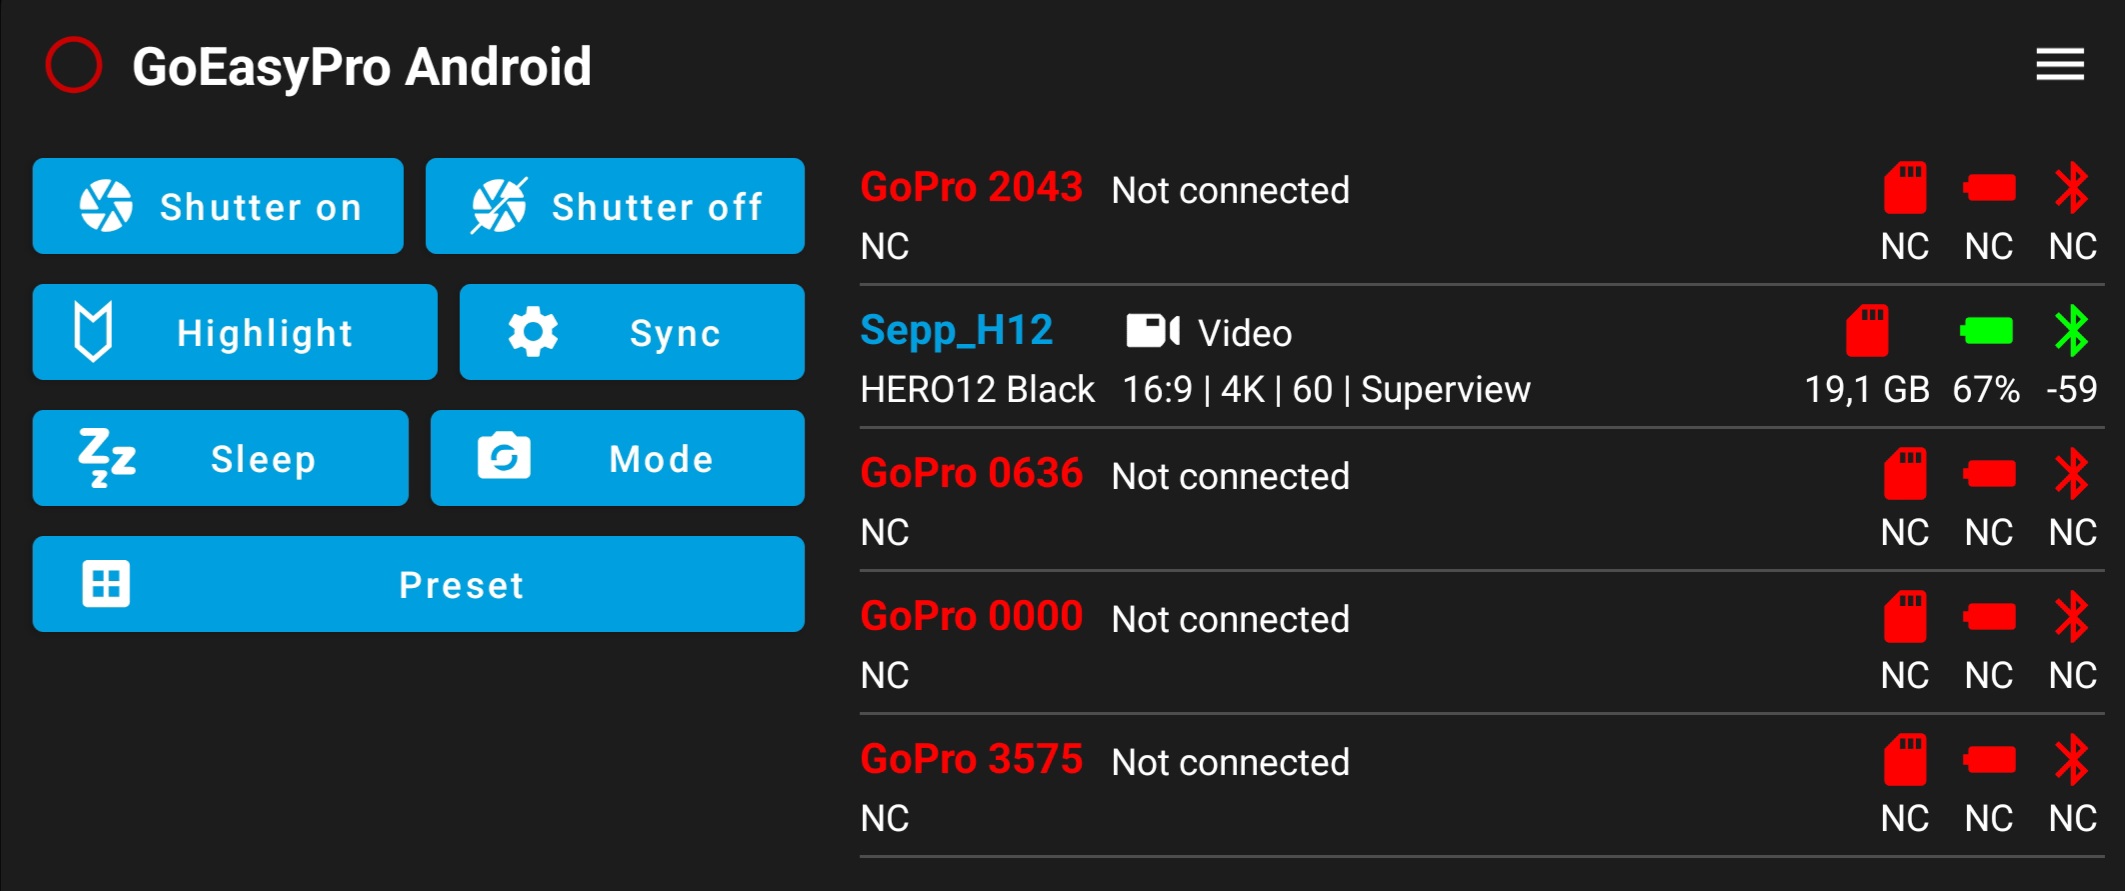 GoEasyPro Android
Shutter on
Shutter off
Highlight
Sync
Sleep
Mode
Preset
GoPro 2043 Not connected
NC NC NC NC
Sepp_H12 Video
HERO12 Black 16:9 | 4K | 60 | Superview 19,1 GB 67% -59
GoPro 0636 Not connected
NC NC NC NC
GoPro 0000 Not connected
NC NC NC NC
GoPro 3575 Not connected
NC NC NC NC